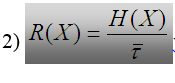 2) R(X) = H(X) / τ̄